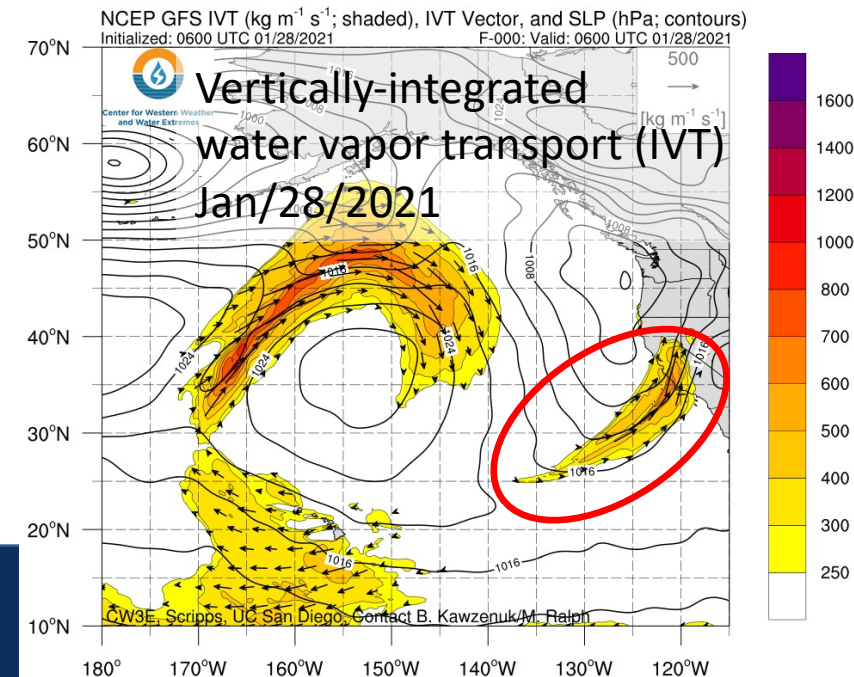 NCEP GFS IVT (kg m⁻¹ s⁻¹; shaded), IVT Vector, and SLP (hPa; contours)
Initialized: 0600 UTC 01/28/2021 F-000: Valid: 0600 UTC 01/28/2021
Center for Western Weather
and Water Extremes
Vertically-integrated
water vapor transport (IVT)
Jan/28/2021
500
[kg m⁻¹ s⁻¹]
70°N
60°N
50°N
40°N
30°N
20°N
10°N
1016
1008
1000
1024
1008
1016
1016
1008
1024
1024
1024
1016
1016
1016
1016
CW3E, Scripps, UC San Diego, Contact B. Kawzenuk/M. Ralph
180°
170°W
160°W
150°W
140°W
130°W
120°W
1600
1400
1200
1000
800
700
600
500
400
300
250